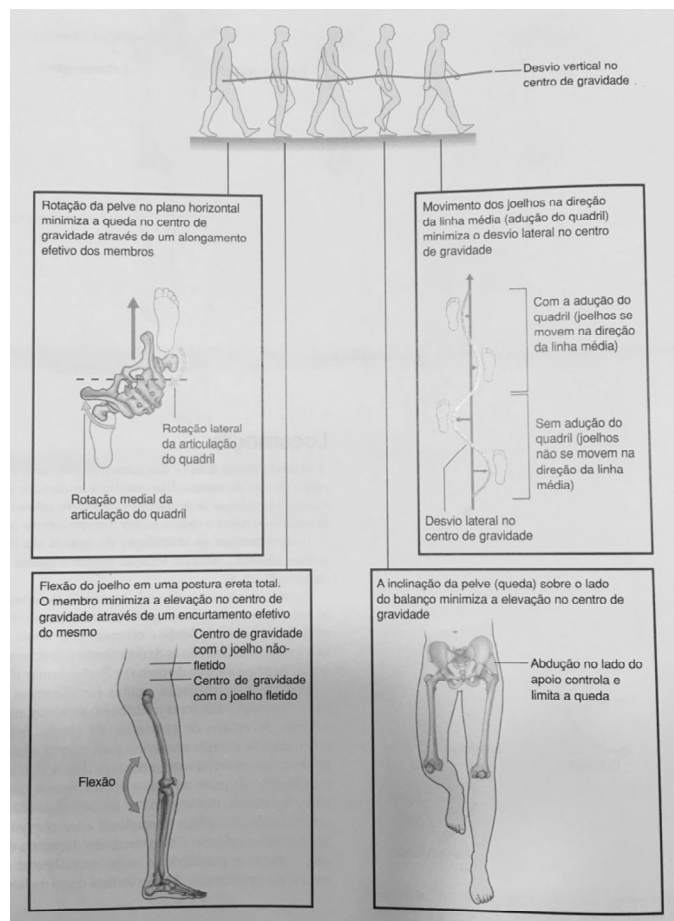 Desvio vertical no
centro de gravidade .
Rotação da pelve no plano horizontal
minimiza a queda no centro de
gravidade através de um alongamento
efetivo dos membros
Rotação lateral
da articulação
do quadril
Rotação medial da
articulação do quadril
Movimento dos joelhos na direção
da linha média (adução do quadril)
minimiza o desvio lateral no centro
de gravidade
Com a adução do
quadril (joelhos se
movem na direção
da linha média)
Sem adução do
quadril (joelhos
não se movem na
direção da linha
média)
Desvio lateral no
centro de gravidade
Flexão do joelho em uma postura ereta total.
O membro minimiza a elevação no centro de
gravidade através de um encurtamento efetivo
do mesmo
Centro de gravidade
com o joelho não-
fletido
Centro de gravidade
com o joelho fletido
Flexão
A inclinação da pelve (queda) sobre o lado
do balanço minimiza a elevação no centro de
gravidade
Abdução no lado do
apoio controla e
limita a queda